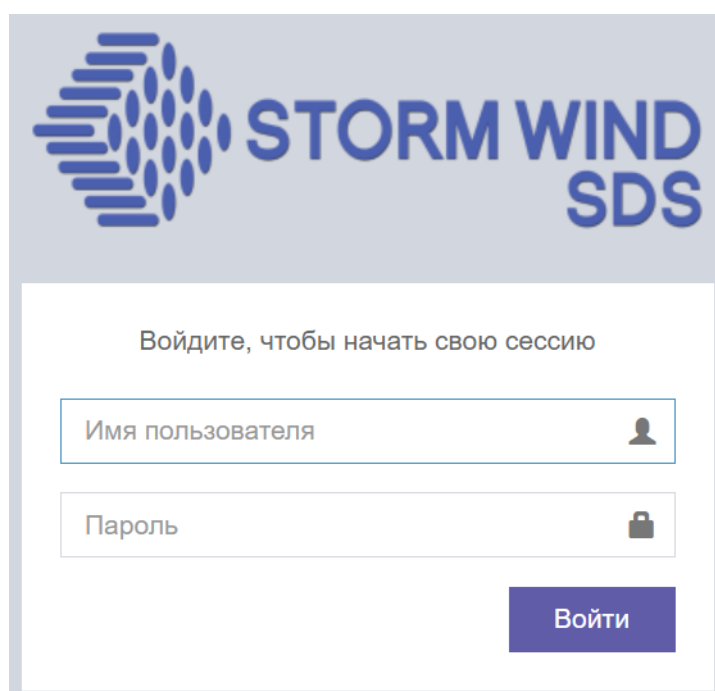 STORM WIND
SDS
Войдите, чтобы начать свою сессию
Имя пользователя
Пароль
Войти